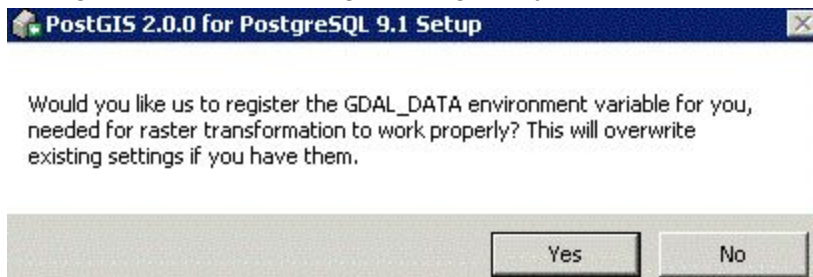 PostGIS 2.0.0 for PostgreSQL 9.1 Setup
Would you like us to register the GDAL_DATA environment variable for you,
needed for raster transformation to work properly? This will overwrite
existing settings if you have them.
Yes
No